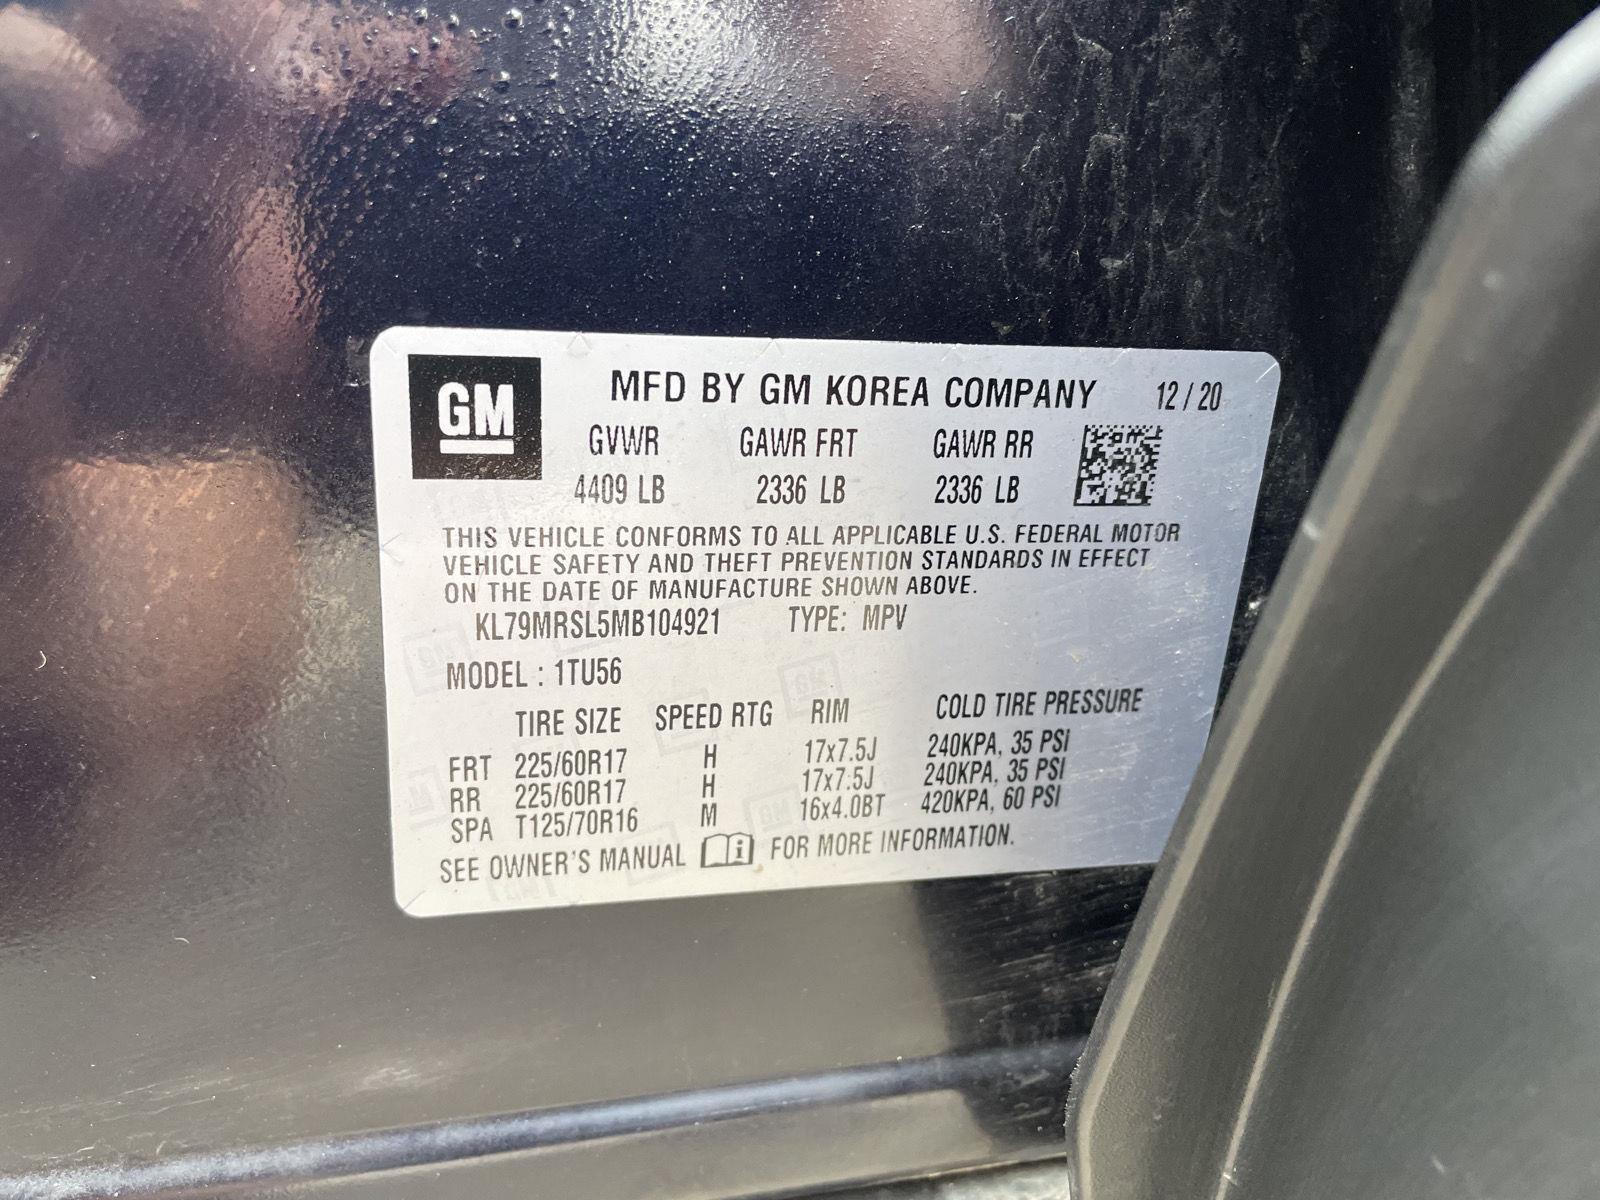 GM MFD BY GM KOREA COMPANY 12/20
GVWR GAWR FRT GAWR RR
4409 LB 2336 LB 2336 LB
THIS VEHICLE CONFORMS TO ALL APPLICABLE U.S. FEDERAL MOTOR
VEHICLE SAFETY AND THEFT PREVENTION STANDARDS IN EFFECT
ON THE DATE OF MANUFACTURE SHOWN ABOVE.
KL79MRSL5MB104921 TYPE: MPV
MODEL : 1TU56
TIRE SIZE SPEED RTG RIM COLD TIRE PRESSURE
FRT 225/60R17 H 17x7.5J 240KPA, 35 PSI
RR 225/60R17 H 17x7.5J 240KPA, 35 PSI
SPA T125/70R16 M 16x4.0BT 420KPA, 60 PSI
SEE OWNER'S MANUAL i FOR MORE INFORMATION.